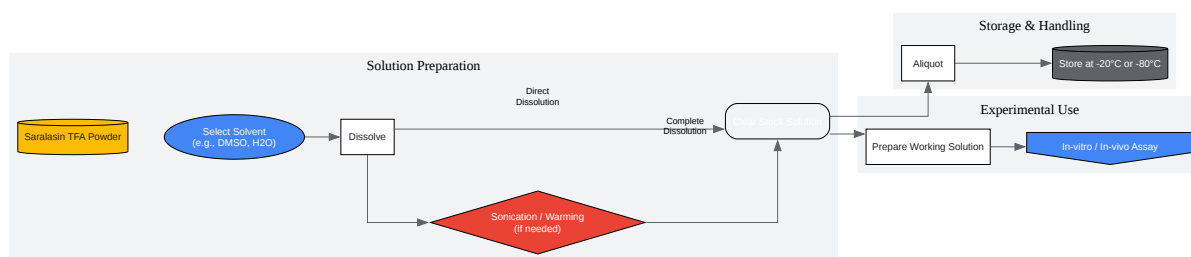 Storage & Handling
Aliquot
Store at -20°C or -80°C
Solution Preparation
Direct
Dissolution
Saralasin TFA Powder
Select Solvent
(e.g., DMSO, H2O)
Dissolve
Complete
Dissolution
Clear Stock Solution
Experimental Use
Prepare Working Solution
In-vitro / In-vivo Assay
Sonication / Warming
(if needed)